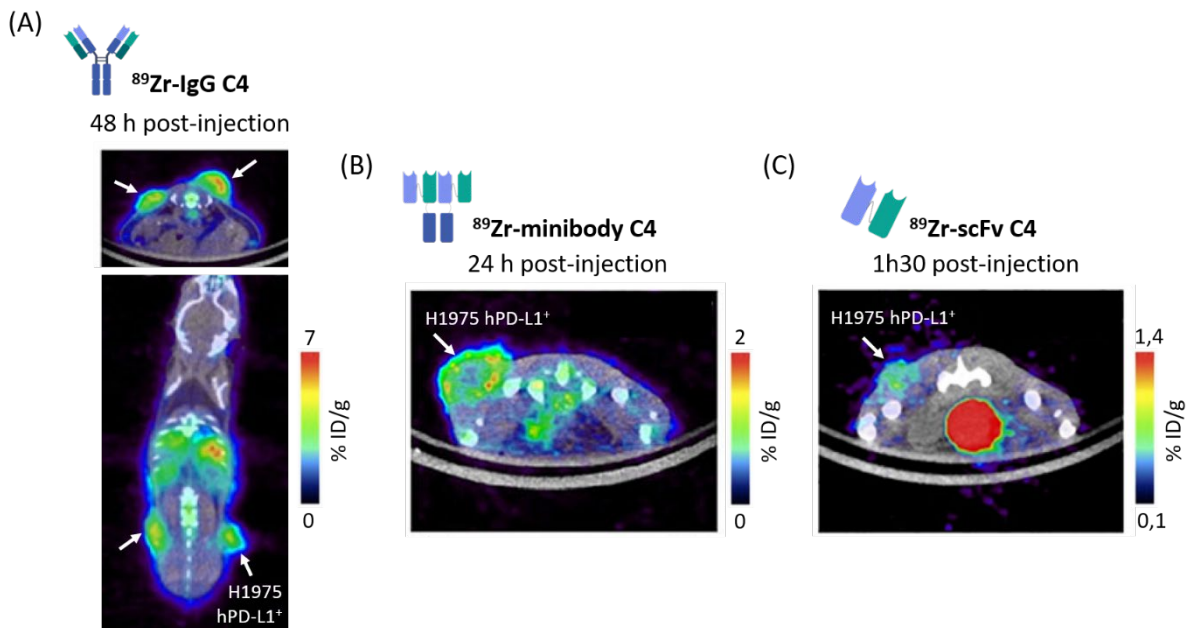 (A)
⁸⁹Zr-IgG C4
48 h post-injection
7
% ID/g
0
H1975
hPD-L1⁺
(B)
⁸⁹Zr-minibody C4
24 h post-injection
H1975 hPD-L1⁺
2
% ID/g
0
(C)
⁸⁹Zr-scFv C4
1h30 post-injection
H1975 hPD-L1⁺
1,4
% ID/g
0,1